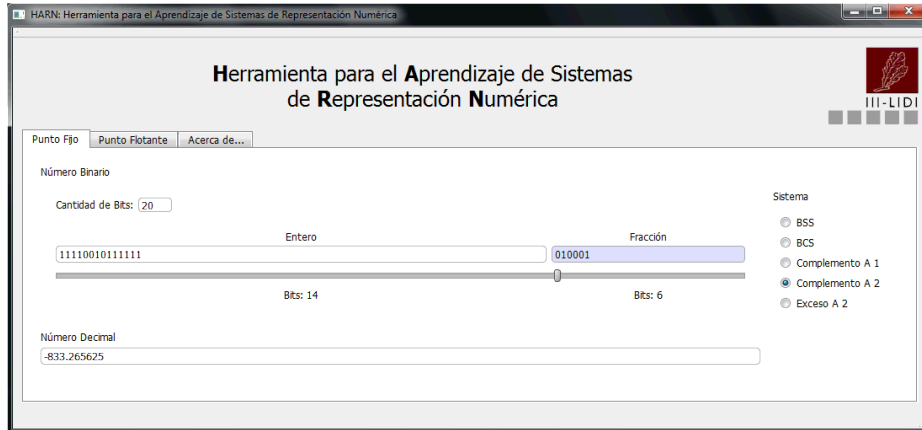 HARN: Herramienta para el Aprendizaje de Sistemas de Representación Numérica
Herramienta para el Aprendizaje de Sistemas
de Representación Numérica
III-LIDI
Punto Fijo Punto Flotante Acerca de...
Número Binario
Cantidad de Bits: 20
Entero Fracción
11110010111111 010001
Bits: 14 Bits: 6
Sistema
BSS
BCS
Complemento A 1
Complemento A 2
Exceso A 2
Número Decimal
-833.265625